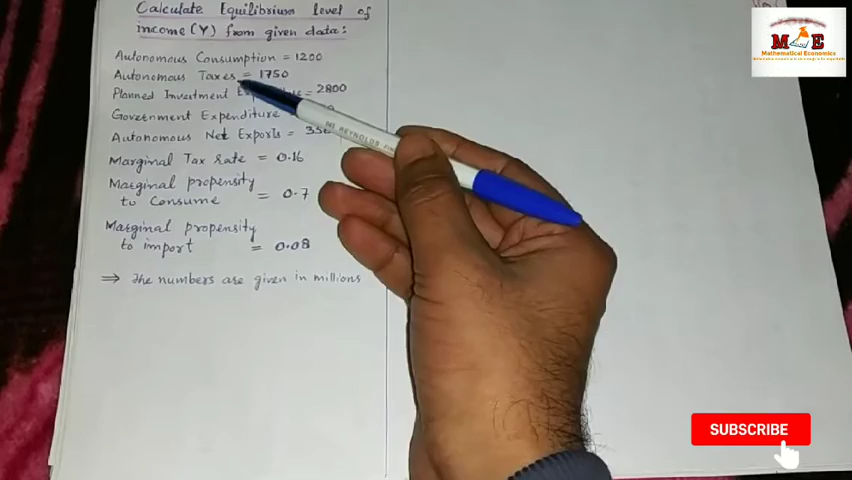 Calculate Equilibrium level of
income (Y) from given data:
Autonomous Consumption = 1200
Autonomous Taxes = 1750
Planned Investment = 2800
Government Expenditure
Autonomous Net Exports =
Marginal Tax rate = 0.16
Marginal propensity
to Consume = 0.7
Marginal propensity
to import = 0.08
⇒ The numbers are given in millions
REYNOLDS
M E
Mathematical Economics
SUBSCRIBE